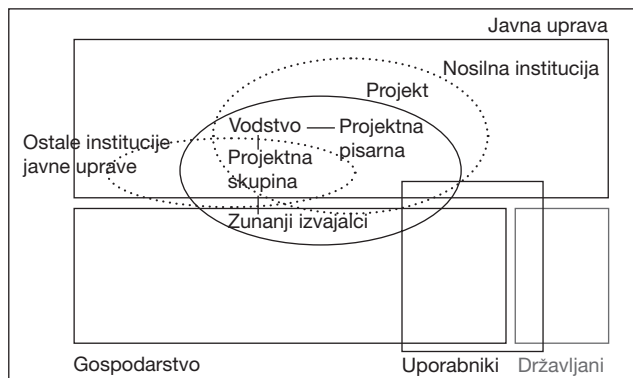 Javna uprava
Nosilna institucija
Projekt
Vodstvo
Projektna
pisarna
Ostale institucije
javne uprave
Projektna
skupina
Zunanji izvajalci
Gospodarstvo
Uporabniki
Državljani